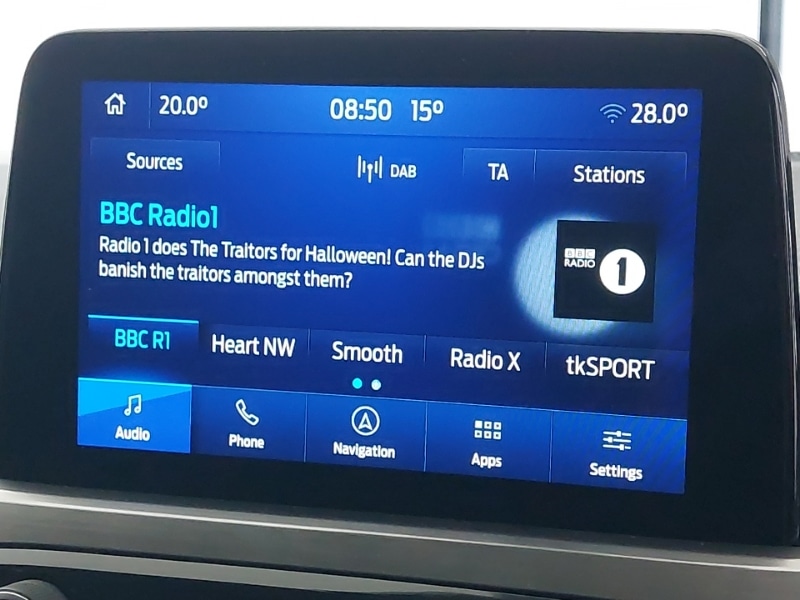 20.0° 08:50 15° 28.0°
Sources DAB TA Stations
BBC Radio1
Radio 1 does The Traitors for Halloween! Can the DJs
banish the traitors amongst them?
BBC
RADIO 1
BBC R1 Heart NW Smooth Radio X tkSPORT
Audio Phone Navigation Apps Settings